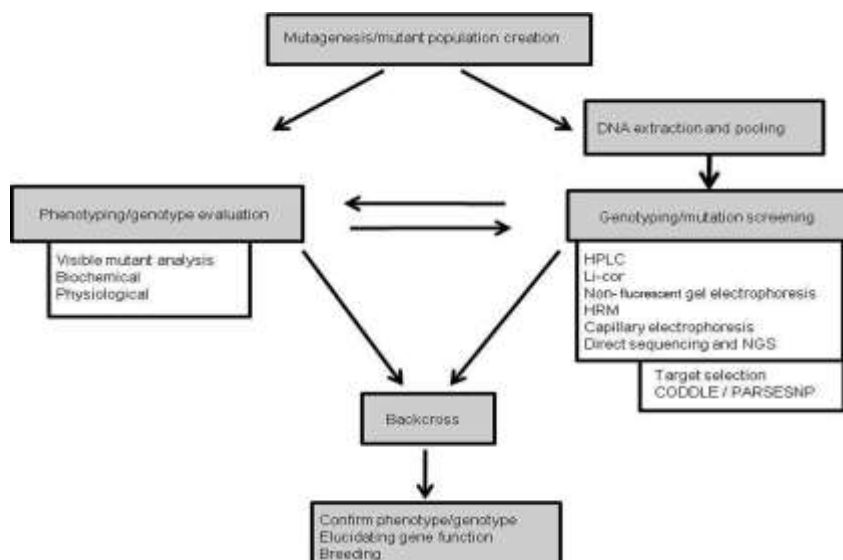 Mutagenesis/mutant population creation
DNA extraction and pooling
Phenotyping/genotype evaluation
Visible mutant analysis
Biochemical
Physiological
Genotyping/mutation screening
HPLC
Li-cor
Non-fluorescent gel electrophoresis
HRM
Capillary electrophoresis
Direct sequencing and NGS
Target selection
CODDLE / PARSESNP
Backcross
Confirm phenotype/genotype
Elucidating gene function
Breeding